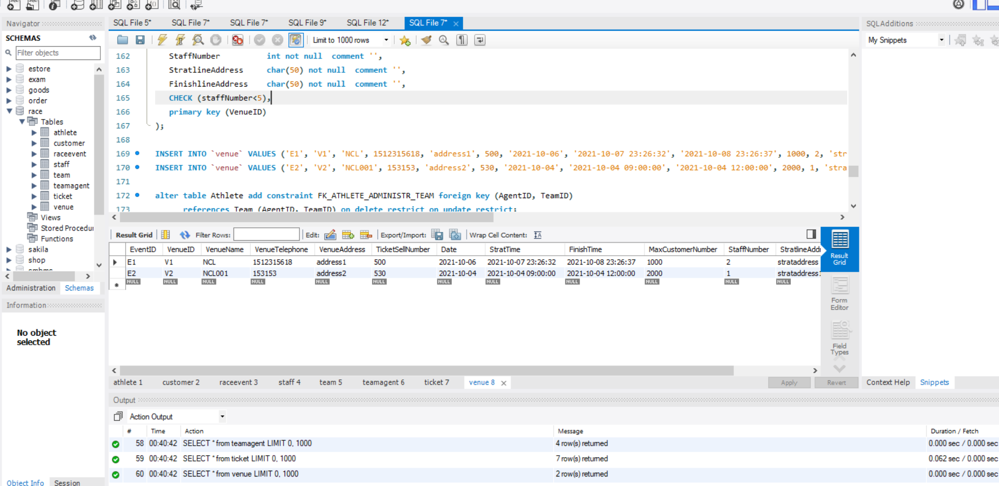 Navigator
SCHEMAS
Filter objects
estore
exam
goods
order
race
Tables
athlete
customer
raceevent
staff
team
teamagent
ticket
venue
Views
Stored Procedur
Functions
sakila
shop
Administration Schemas
Information
No object
selected
Object Info Session
SQL File 5* SQL File 7* SQL File 7* SQL File 9* SQL File 12* SQL File 7*
Limit to 1000 rows
162 StaffNumber int not null comment '',
163 StratlineAddress char(50) not null comment '',
164 FinishlineAddress char(50) not null comment '',
165 CHECK (staffNumber<5),
166 primary key (VenueID)
167 );
168
169 INSERT INTO `venue` VALUES ('E1', 'V1', 'NCL', 1512315618, 'address1', 500, '2021-10-06', '2021-10-07 23:26:32', '2021-10-08 23:26:37', 1000, 2, 'str
170 INSERT INTO `venue` VALUES ('E2', 'V2', 'NCL001', 153153, 'address2', 530, '2021-10-04', '2021-10-04 09:00:00', '2021-10-04 12:00:00', 2000, 1, 'stra
171
172 alter table Athlete add constraint FK_ATHLETE_ADMINISTR_TEAM foreign key (AgentID, TeamID)
173 references Team (AgentID, TeamID) on delete restrict on update restrict;
Result Grid Filter Rows: Edit: Export/Import: Wrap Cell Content:
EventID VenueID VenueName VenueTelephone VenueAddress TicketSellNumber Date StratTime FinishTime MaxCustomerNumber StaffNumber StratlineAddr
E1 V1 NCL 1512315618 address1 500 2021-10-06 2021-10-07 23:26:32 2021-10-08 23:26:37 1000 2 strataddress
E2 V2 NCL001 153153 address2 530 2021-10-04 2021-10-04 09:00:00 2021-10-04 12:00:00 2000 1 strataddress1
NULL NULL NULL NULL NULL NULL NULL NULL NULL NULL NULL NULL
Result
Grid
Form
Editor
Field
Types
athlete 1 customer 2 raceevent 3 staff 4 team 5 teamagent 6 ticket 7 venue 8
Apply Revert
Output
Action Output
# Time Action Message Duration / Fetch
58 00:40:42 SELECT * from teamagent LIMIT 0, 1000 4 row(s) returned 0.000 sec / 0.000 sec
59 00:40:42 SELECT * from ticket LIMIT 0, 1000 7 row(s) returned 0.062 sec / 0.000 sec
60 00:40:42 SELECT * from venue LIMIT 0, 1000 2 row(s) returned 0.000 sec / 0.000 sec
SQLAdditions
My Snippets
Context Help Snippets